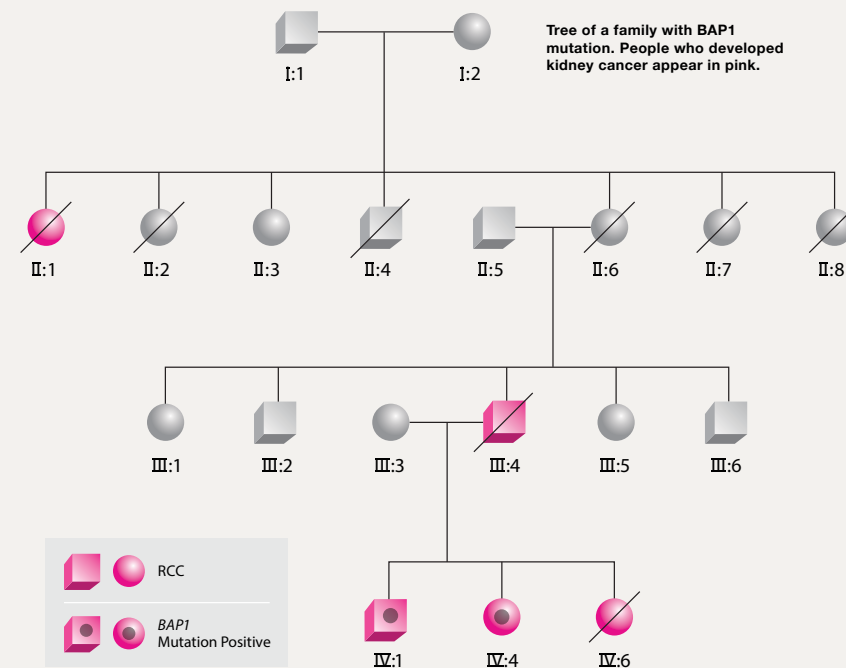 Tree of a family with BAP1
mutation. People who developed
kidney cancer appear in pink.
I:1 I:2
II:1 II:2 II:3 II:4 II:5 II:6 II:7 II:8
III:1 III:2 III:3 III:4 III:5 III:6
RCC
BAP1
Mutation Positive
IV:1 IV:4 IV:6